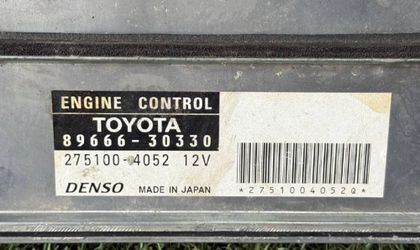 ENGINE CONTROL
TOYOTA
89666-30330
275100-4052 12V
DENSO MADE IN JAPAN
*2751004052Q*